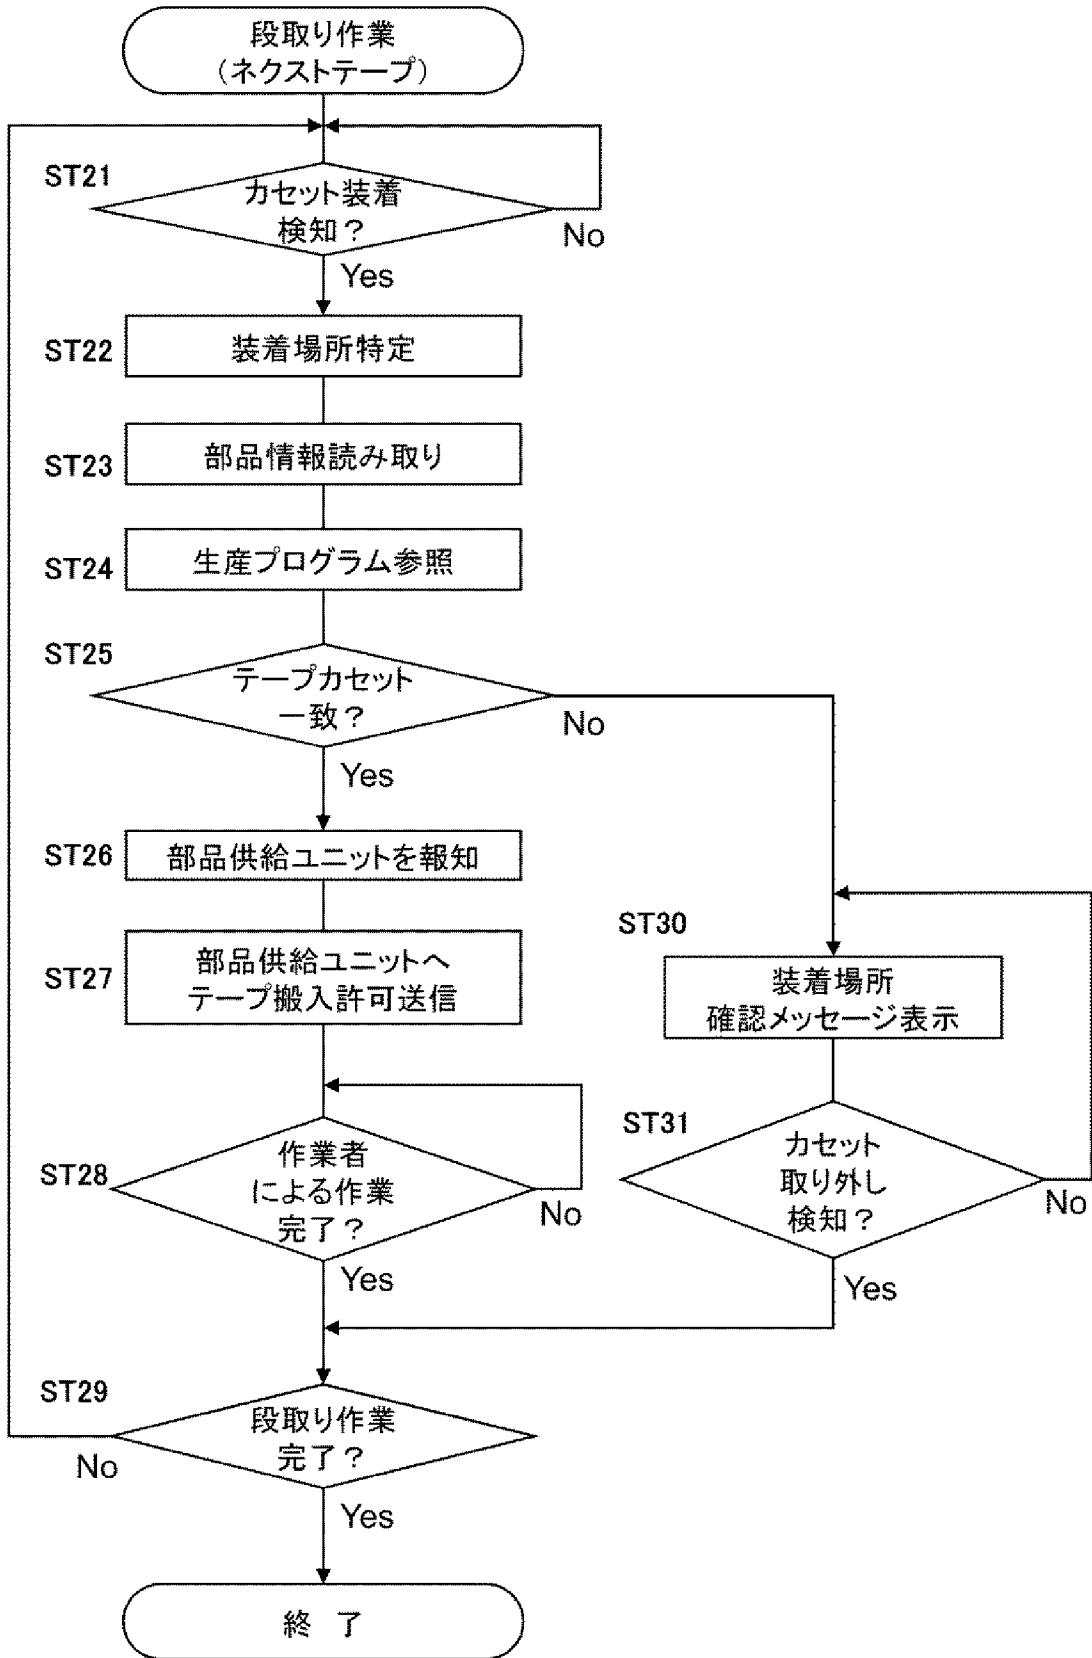 段取り作業
（ネクストテープ）
ST21
カセット装着
検知？
No
Yes
ST22
装着場所特定
ST23
部品情報読み取り
ST24
生産プログラム参照
ST25
テープカセット
一致？
No
Yes
ST26
部品供給ユニットを報知
ST27
部品供給ユニットへ
テープ搬入許可送信
ST30
装着場所
確認メッセージ表示
ST28
作業者
による作業
完了？
No
Yes
ST31
カセット
取り外し
検知？
No
Yes
ST29
段取り作業
完了？
No
Yes
終 了